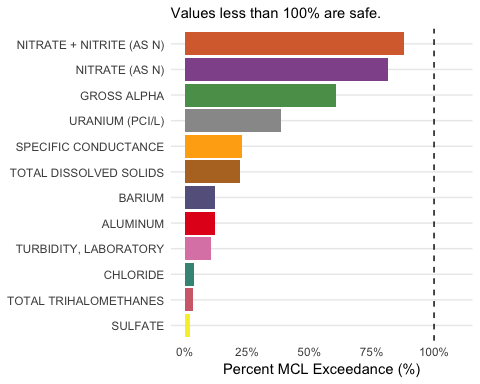 Values less than 100% are safe.
NITRATE + NITRITE (AS N)
NITRATE (AS N)
GROSS ALPHA
URANIUM (PCI/L)
SPECIFIC CONDUCTANCE
TOTAL DISSOLVED SOLIDS
BARIUM
ALUMINUM
TURBIDITY, LABORATORY
CHLORIDE
TOTAL TRIHALOMETHANES
SULFATE
0% 25% 50% 75% 100%
Percent MCL Exceedance (%)